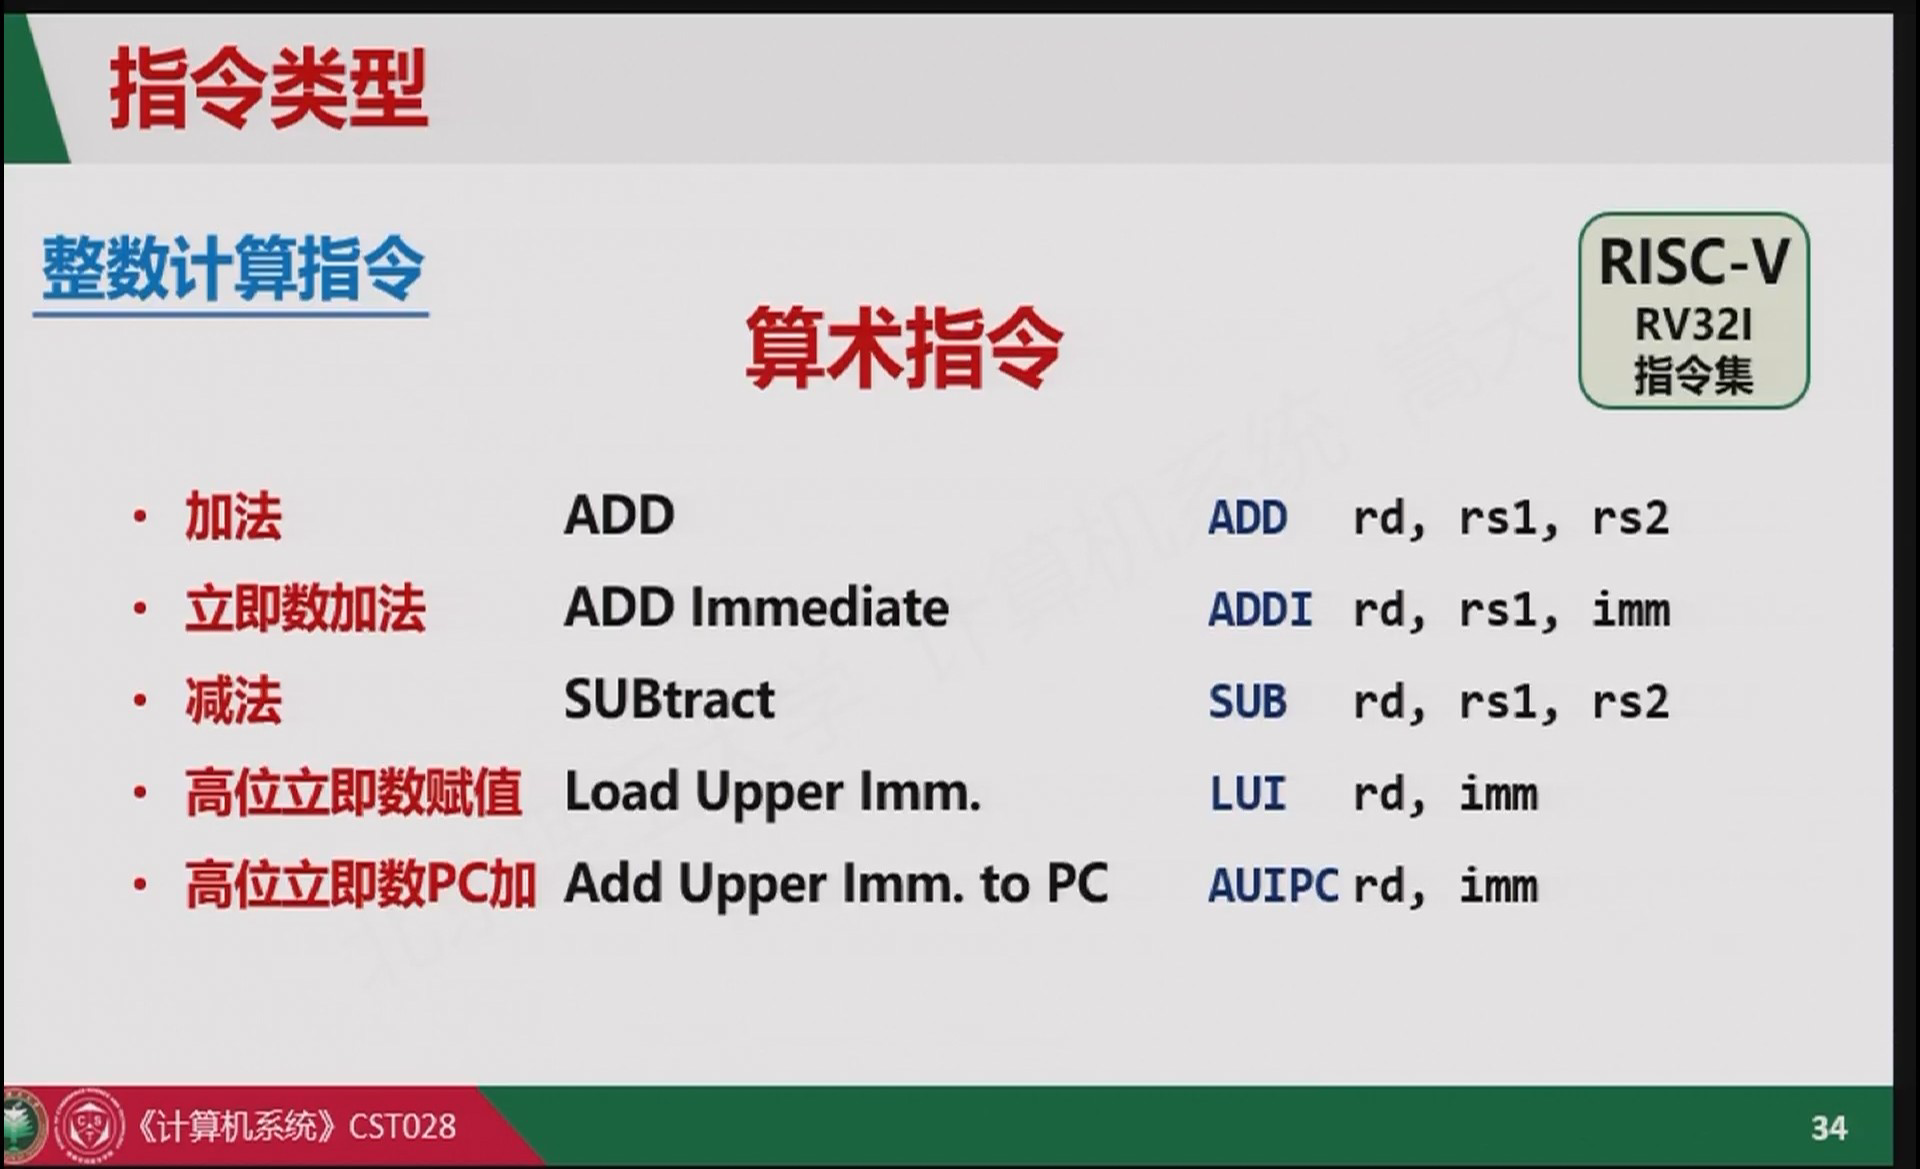 指令类型
整数计算指令
RISC-V
RV32I
指令集
算术指令
• 加法 ADD ADD rd, rs1, rs2
• 立即数加法 ADD Immediate ADDI rd, rs1, imm
• 减法 SUBtract SUB rd, rs1, rs2
• 高位立即数赋值 Load Upper Imm. LUI rd, imm
• 高位立即数PC加 Add Upper Imm. to PC AUIPC rd, imm
《计算机系统》CST028
34